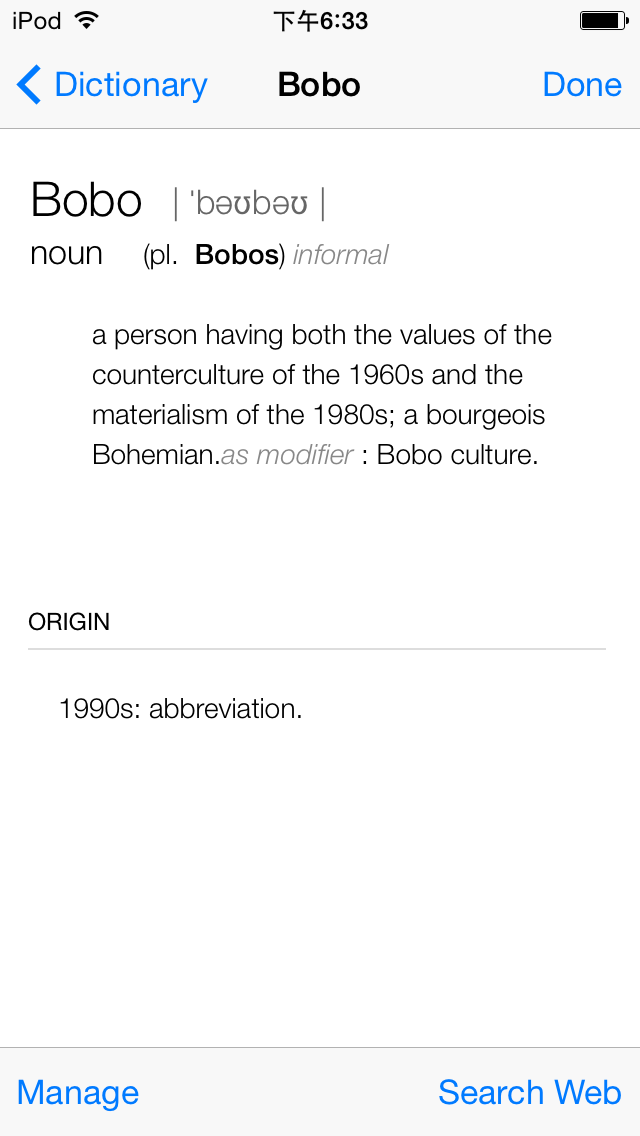 iPod 下午6:33
Dictionary Bobo Done
Bobo | ˈbəʊbəʊ |
noun (pl. Bobos) informal
a person having both the values of the
counterculture of the 1960s and the
materialism of the 1980s; a bourgeois
Bohemian.as modifier : Bobo culture.
ORIGIN
1990s: abbreviation.
Manage Search Web